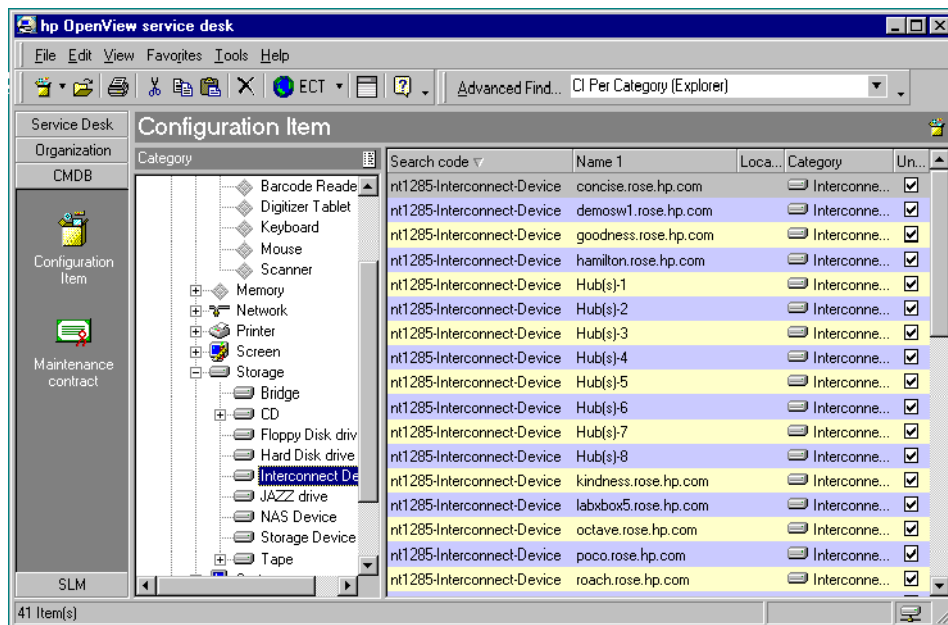 hp OpenView service desk
File Edit View Favorites Tools Help
ECT Advanced Find... CI Per Category (Explorer)
Service Desk
Organization
CMDB
Configuration Item
Maintenance contract
SLM
Configuration Item
Category
Barcode Reade
Digitizer Tablet
Keyboard
Mouse
Scanner
Memory
Network
Printer
Screen
Storage
Bridge
CD
Floppy Disk driv
Hard Disk drive
Interconnect De
JAZZ drive
NAS Device
Storage Device
Tape
Search code Name 1 Loca... Category Un...
nt1285-Interconnect-Device concise.rose.hp.com Interconne...
nt1285-Interconnect-Device demosw1.rose.hp.com Interconne...
nt1285-Interconnect-Device goodness.rose.hp.com Interconne...
nt1285-Interconnect-Device hamilton.rose.hp.com Interconne...
nt1285-Interconnect-Device Hub(s)-1 Interconne...
nt1285-Interconnect-Device Hub(s)-2 Interconne...
nt1285-Interconnect-Device Hub(s)-3 Interconne...
nt1285-Interconnect-Device Hub(s)-4 Interconne...
nt1285-Interconnect-Device Hub(s)-5 Interconne...
nt1285-Interconnect-Device Hub(s)-6 Interconne...
nt1285-Interconnect-Device Hub(s)-7 Interconne...
nt1285-Interconnect-Device Hub(s)-8 Interconne...
nt1285-Interconnect-Device kindness.rose.hp.com Interconne...
nt1285-Interconnect-Device labxbox5.rose.hp.com Interconne...
nt1285-Interconnect-Device octave.rose.hp.com Interconne...
nt1285-Interconnect-Device poco.rose.hp.com Interconne...
nt1285-Interconnect-Device roach.rose.hp.com Interconne...
41 Item(s)